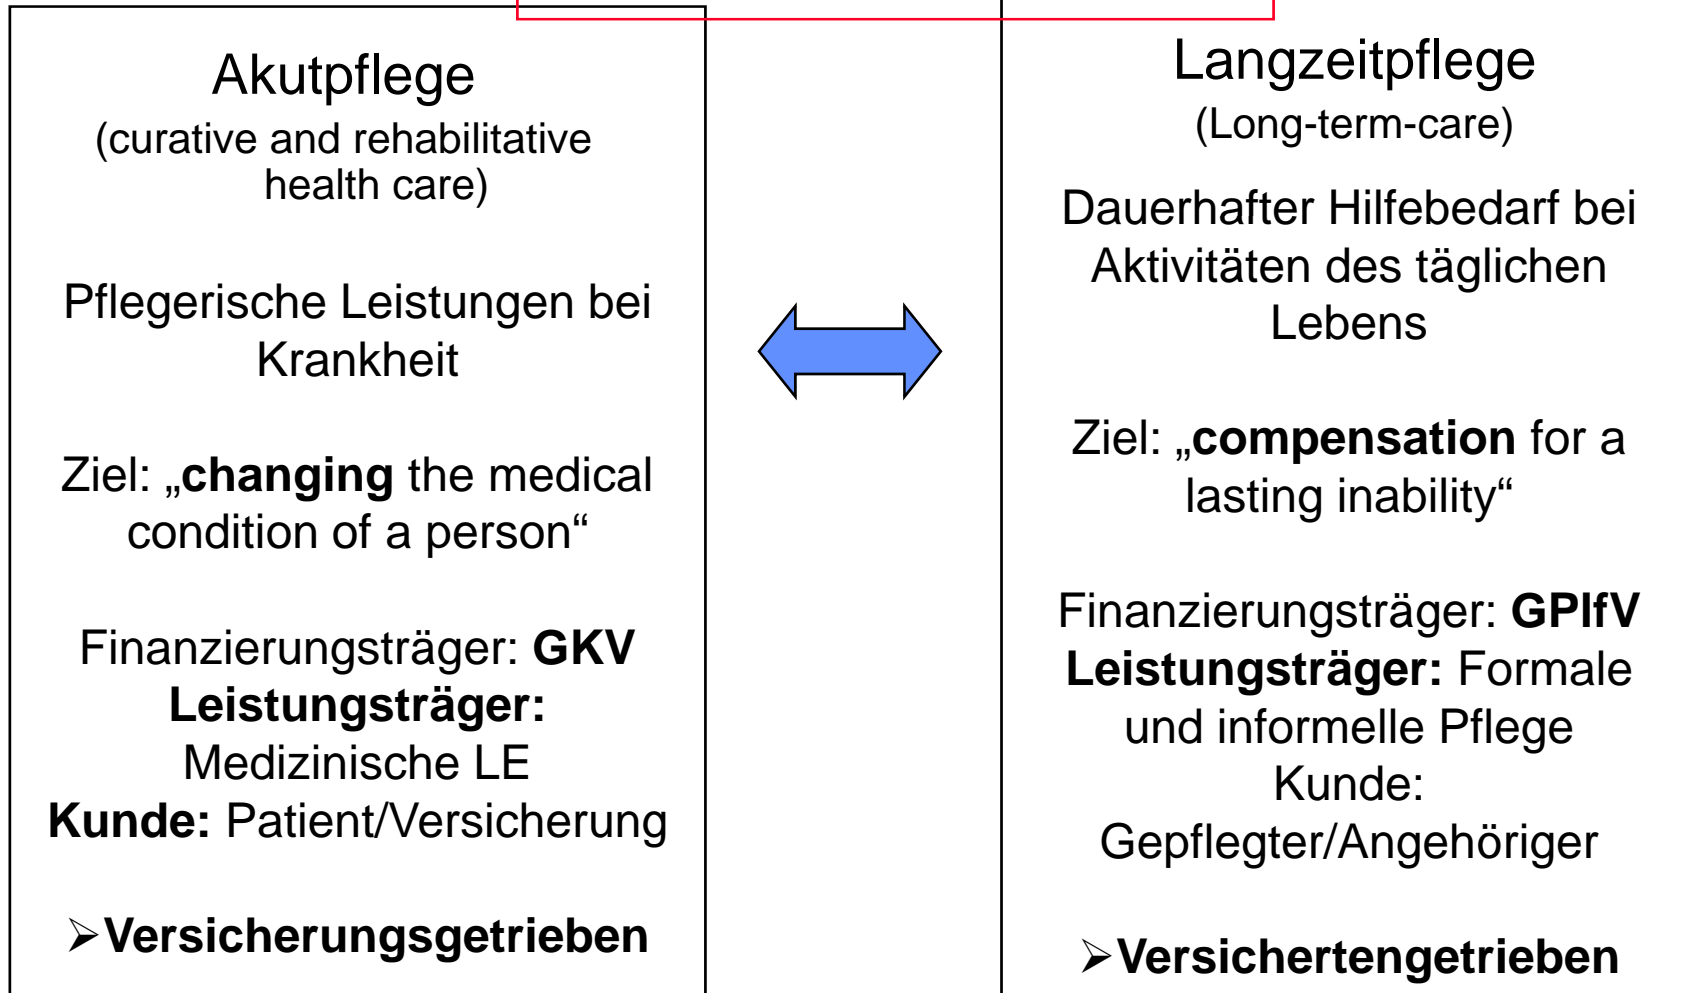 Akutpflege
(curative and rehabilitative
health care)
Pflegerische Leistungen bei
Krankheit
Ziel: „changing the medical
condition of a person“
Finanzierungsträger: GKV
Leistungsträger:
Medizinische LE
Kunde: Patient/Versicherung
➢Versicherungsgetrieben
Langzeitpflege
(Long-term-care)
Dauerhafter Hilfebedarf bei
Aktivitäten des täglichen
Lebens
Ziel: „compensation for a
lasting inability“
Finanzierungsträger: GPlfV
Leistungsträger: Formale
und informelle Pflege
Kunde:
Gepflegter/Angehöriger
➢Versichertengetrieben